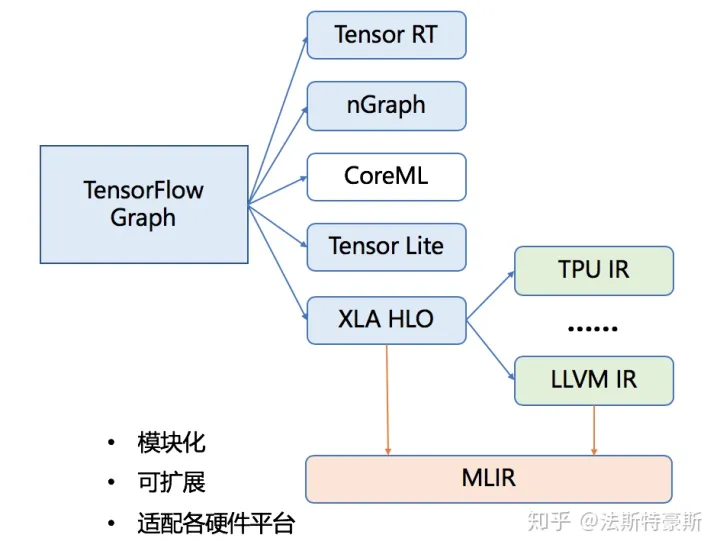 Tensor RT
nGraph
TensorFlow
Graph
CoreML
Tensor Lite
XLA HLO
TPU IR
......
LLVM IR
MLIR
• 模块化
• 可扩展
• 适配各硬件平台
知乎 @法斯特豪斯